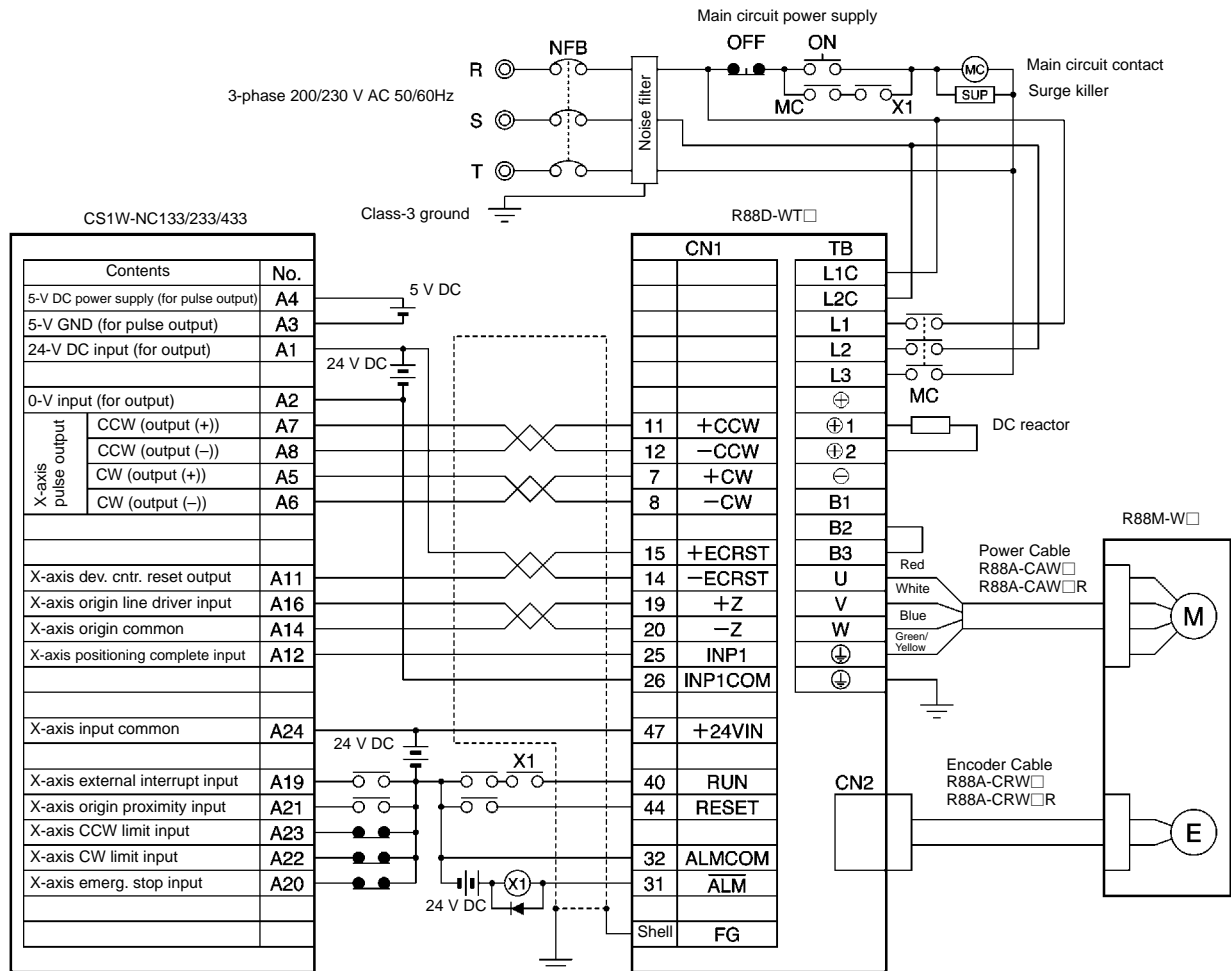 Main circuit power supply
NFB OFF ON
R MC Main circuit contact
3-phase 200/230 V AC 50/60Hz SUP Surge killer
MC X1
S
Noise filter
T
Class-3 ground
CS1W-NC133/233/433 R88D-WT□
CN1 TB
Contents No. L1C
5-V DC power supply (for pulse output) A4 5 V DC L2C
5-V GND (for pulse output) A3 L1
24-V DC input (for output) A1 L2
24 V DC L3
MC
0-V input (for output) A2 ⊕
X-axis pulse output
CCW (output (+)) A7 11 +CCW ⊕1 DC reactor
CCW (output (–)) A8 12 −CCW ⊕2
CW (output (+)) A5 7 +CW ⊖
CW (output (–)) A6 8 −CW B1
B2 R88M-W□
15 +ECRST B3
Red Power Cable
R88A-CAW□
R88A-CAW□R
X-axis dev. cntr. reset output A11 14 −ECRST U
White
X-axis origin line driver input A16 19 +Z V
Blue M
X-axis origin common A14 20 −Z W
Green/
Yellow
X-axis positioning complete input A12 25 INP1
26 INP1COM
X-axis input common A24 47 +24VIN
24 V DC
X1
X-axis external interrupt input A19 40 RUN CN2
Encoder Cable
R88A-CRW□
R88A-CRW□R
X-axis origin proximity input A21 44 RESET
X-axis CCW limit input A23 E
X-axis CW limit input A22 32 ALMCOM
X-axis emerg. stop input A20 X1 31 ALM
24 V DC
Shell FG